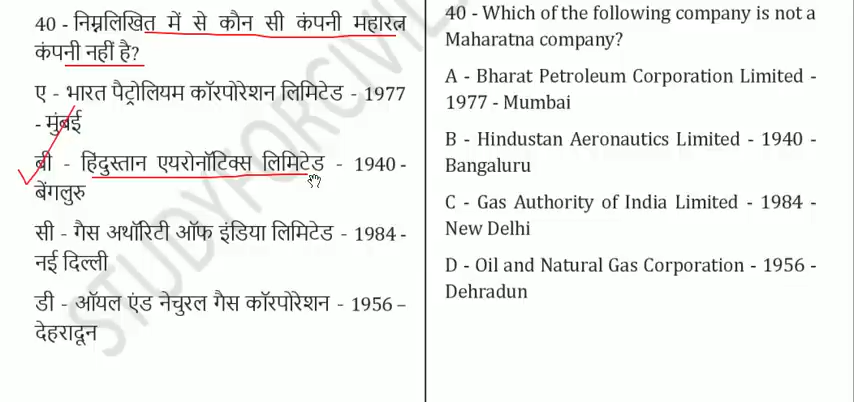 40 - निम्नलिखित में से कौन सी कंपनी महारत्न
कंपनी नहीं है?
ए - भारत पैट्रोलियम कॉरपोरेशन लिमिटेड - 1977
- मुंबई
बी - हिंदुस्तान एयरोनॉटिक्स लिमिटेड - 1940 -
बेंगलुरु
सी - गैस अथॉरिटी ऑफ इंडिया लिमिटेड - 1984 -
नई दिल्ली
डी - ऑयल एंड नेचुरल गैस कॉरपोरेशन - 1956 –
देहरादून
40 - Which of the following company is not a
Maharatna company?
A - Bharat Petroleum Corporation Limited -
1977 - Mumbai
B - Hindustan Aeronautics Limited - 1940 -
Bangaluru
C - Gas Authority of India Limited - 1984 -
New Delhi
D - Oil and Natural Gas Corporation - 1956 -
Dehradun
STUDYFORCIVIL